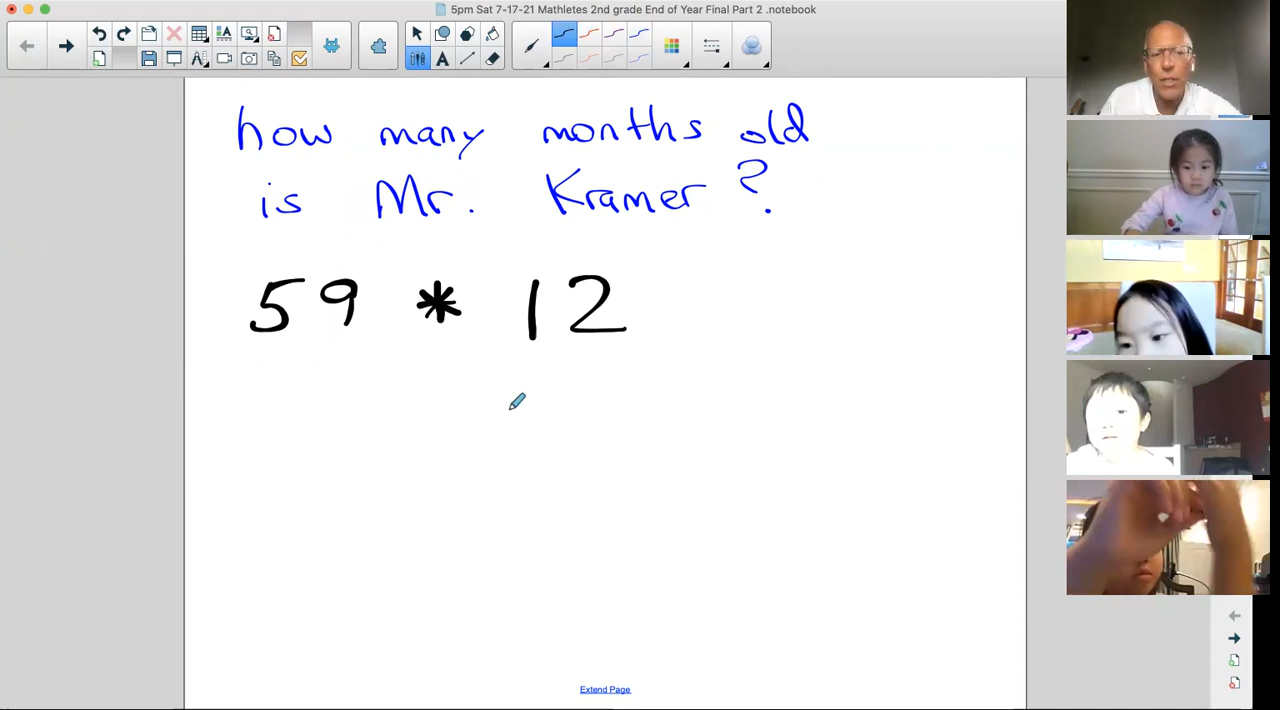 5pm Sat 7-17-21 Mathletes 2nd grade End of Year Final Part 2 .notebook
how many months old
is Mr. Kramer ?
59 * 12
Extend Page